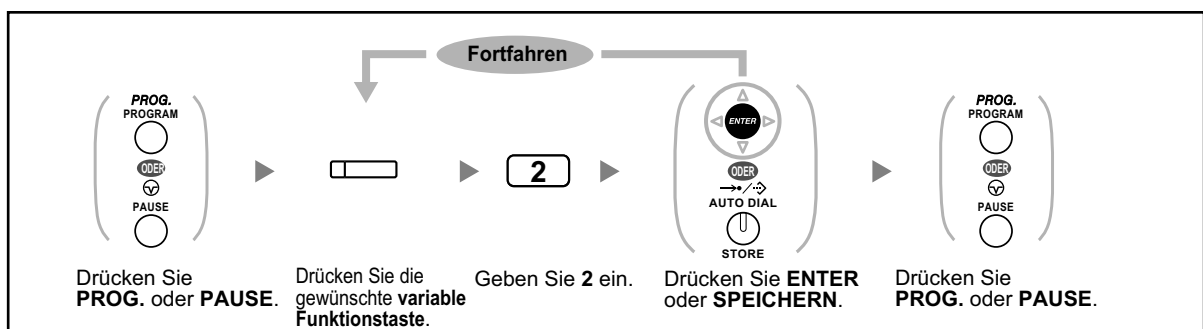 Fortfahren
PROG.
PROGRAM
ODER
PAUSE
2
ENTER
ODER
AUTO DIAL
STORE
PROG.
PROGRAM
ODER
PAUSE
Drücken Sie
PROG. oder PAUSE.
Drücken Sie die
gewünschte variable
Funktionstaste.
Geben Sie 2 ein.
Drücken Sie ENTER
oder SPEICHERN.
Drücken Sie
PROG. oder PAUSE.